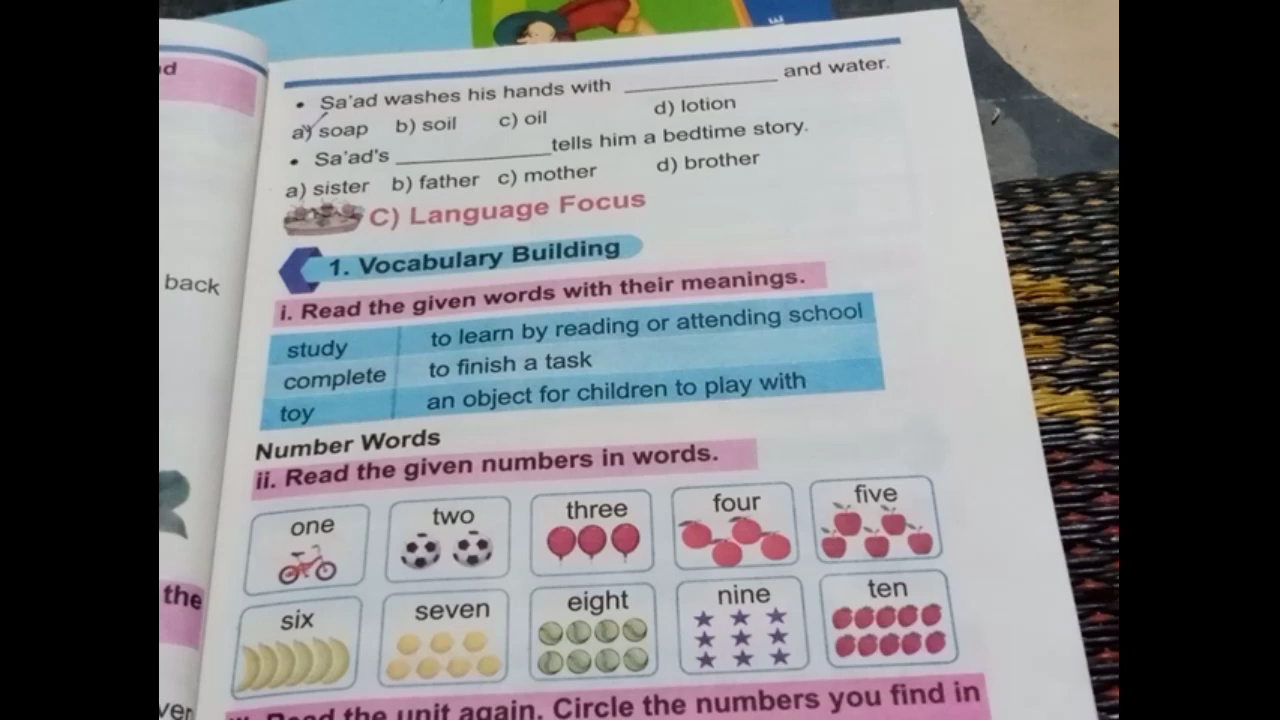 • Sa'ad washes his hands with ____________ and water.
a) soap b) soil c) oil d) lotion
• Sa'ad's ____________ tells him a bedtime story.
a) sister b) father c) mother d) brother
C) Language Focus
1. Vocabulary Building
i. Read the given words with their meanings.
study to learn by reading or attending school
complete to finish a task
toy an object for children to play with
Number Words
ii. Read the given numbers in words.
one two three four five
six seven eight nine ten
Read the unit again. Circle the numbers you find in
back
the